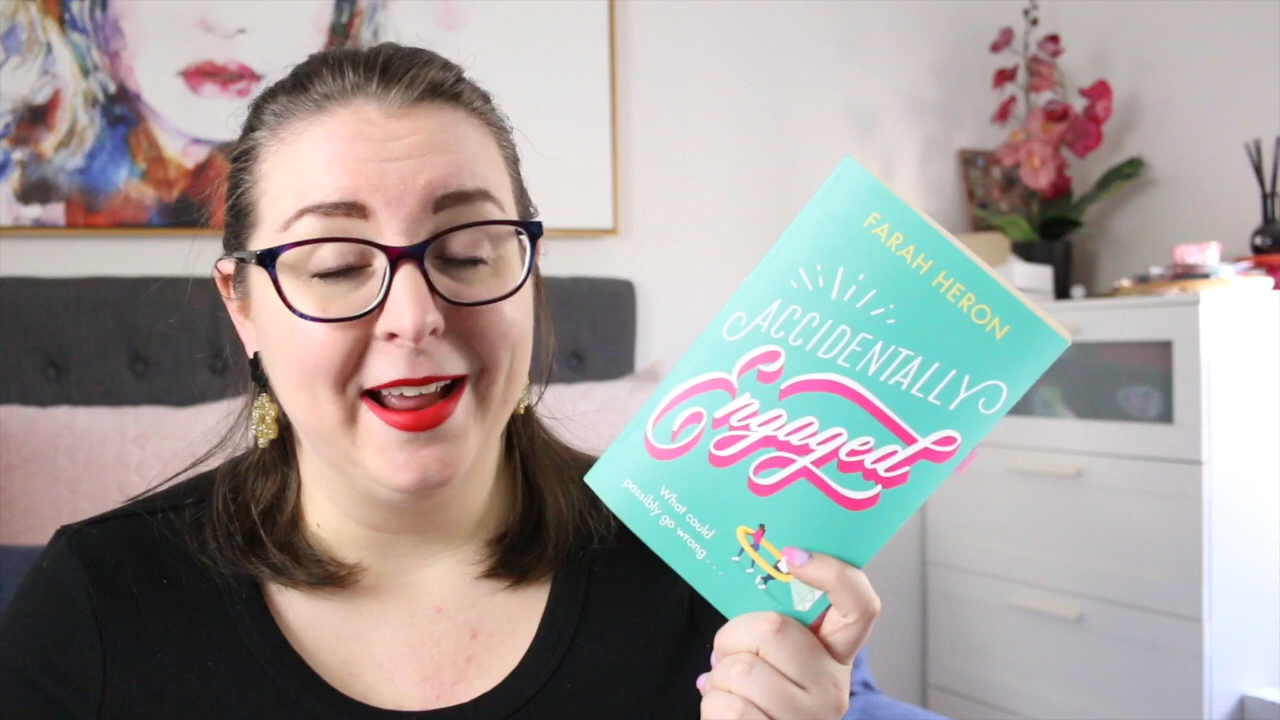 FARAH HERON
ACCIDENTALLY
Engaged
What could
possibly go wrong...